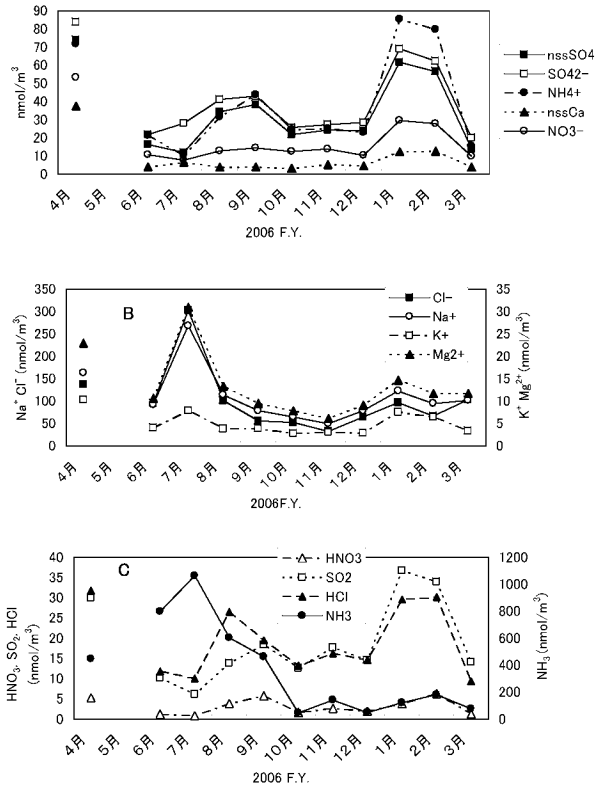 90
80
70
60
50
40
30
20
10
0
nmol/m³
4月 5月 6月 7月 8月 9月 10月 11月 12月 1月 2月 3月
2006 F.Y.
nssSO4
SO42−
NH4+
nssCa
NO3−
B
350
300
250
200
150
100
50
0
Na⁺ Cl⁻ (nmol/m³)
35
30
25
20
15
10
5
0
K⁺ Mg²⁺ (nmol/m³)
Cl−
Na+
K+
Mg2+
4月 5月 6月 7月 8月 9月 10月 11月 12月 1月 2月 3月
2006F.Y.
C
40
35
30
25
20
15
10
5
0
HNO₃, SO₂, HCl
(nmol/m³)
1200
1000
800
600
400
200
0
NH₃ (nmol/m³)
HNO3
SO2
HCl
NH3
4月 5月 6月 7月 8月 9月 10月 11月 12月 1月 2月 3月
2006 F.Y.